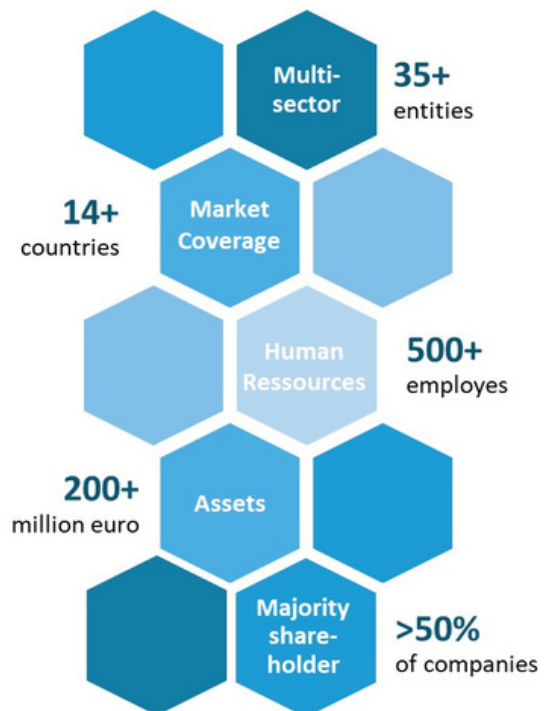 Multi-
sector
35+
entities
14+
countries
Market
Coverage
Human
Ressources
500+
employes
200+
million euro
Assets
Majority
share-
holder
>50%
of companies